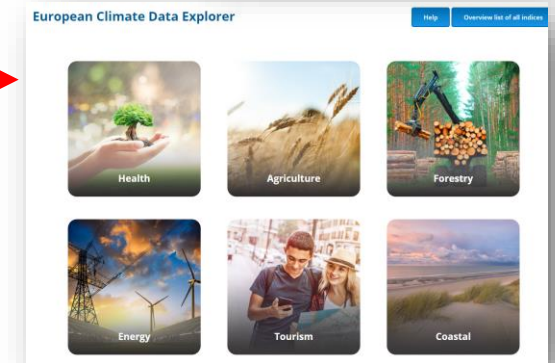 European Climate Data Explorer
Help
Overview list of all indices
Health
Agriculture
Forestry
Energy
Tourism
Coastal